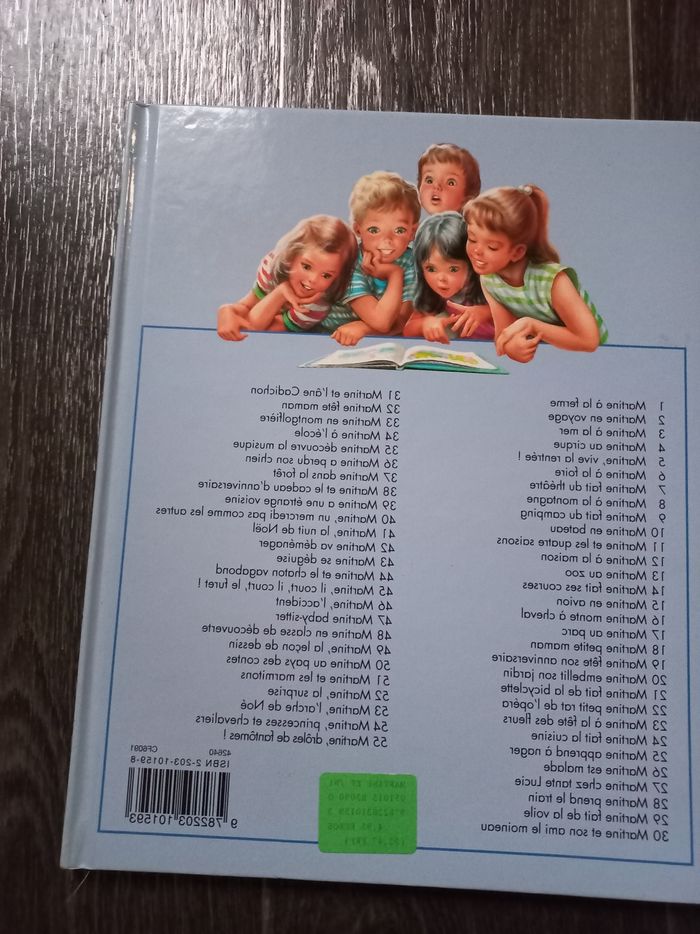 1 Martine à la ferme
2 Martine en voyage
3 Martine à la mer
4 Martine au cirque
5 Martine, vive la rentrée !
6 Martine à la foire
7 Martine fait du théâtre
8 Martine à la montagne
9 Martine fait du camping
10 Martine en bateau
11 Martine et les quatre saisons
12 Martine à la maison
13 Martine au zoo
14 Martine fait ses courses
15 Martine en avion
16 Martine monte à cheval
17 Martine au parc
18 Martine petite maman
19 Martine fête son anniversaire
20 Martine embellit son jardin
21 Martine fait de la bicyclette
22 Martine petit rat de l'opéra
23 Martine à la fête des fleurs
24 Martine fait la cuisine
25 Martine apprend à nager
26 Martine est malade
27 Martine chez tante Lucie
28 Martine prend le train
29 Martine fait de la voile
30 Martine et son ami le moineau
31 Martine et l'âne Cadichon
32 Martine fête maman
33 Martine en montgolfière
34 Martine à l'école
35 Martine découvre la musique
36 Martine a perdu son chien
37 Martine dans la forêt
38 Martine et le cadeau d'anniversaire
39 Martine a une étrange voisine
40 Martine, un mercredi pas comme les autres
41 Martine, la nuit de Noël
42 Martine va déménager
43 Martine se déguise
44 Martine et le chaton vagabond
45 Martine, il court, il court, le furet !
46 Martine, l'accident
47 Martine baby-sitter
48 Martine en classe de découverte
49 Martine, la leçon de dessin
50 Martine au pays des contes
51 Martine et les marmitons
52 Martine, la surprise
53 Martine, l'arche de Noé
54 Martine, princesses et chevaliers
55 Martine, drôles de fantômes !
42640 CF6091
ISBN 2-203-10159-8
9 782203 101593
4.95 EUROS